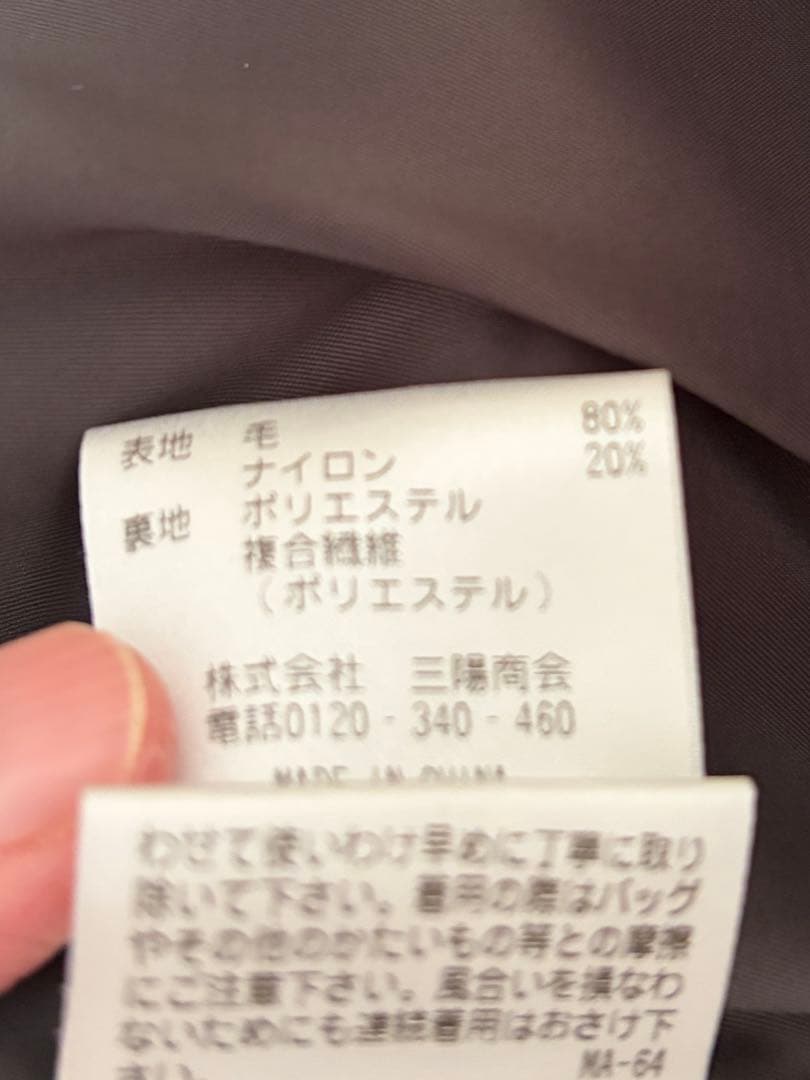 表地 毛 80%
ナイロン 20%
裏地 ポリエステル
複合繊維
(ポリエステル)
株式会社 三陽商会
電話0120-340-460
MADE IN CHINA
わせて使いわけ早めに丁寧に取り
除いて下さい。着用の際はバッグ
やその他のかたいもの等との摩擦
にご注意下さい。風合いを損なわ
ないためにも連続着用はおさけ下
さい。 MA-64